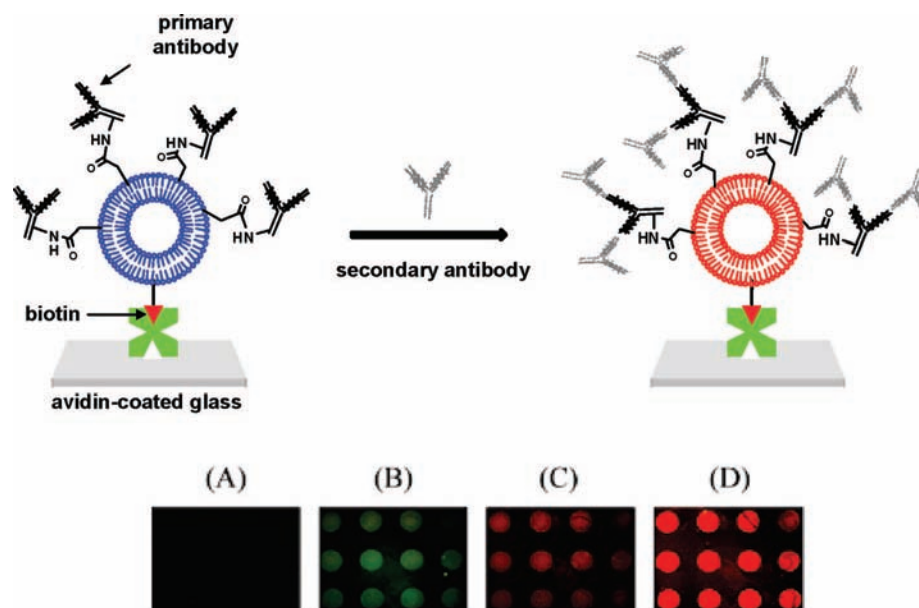 primary
antibody
HN
O
HN
O
N
H
O
HN
O
biotin
avidin-coated glass
secondary antibody
HN
O
HN
O
HN
O
HN
O
(A) (B) (C) (D)